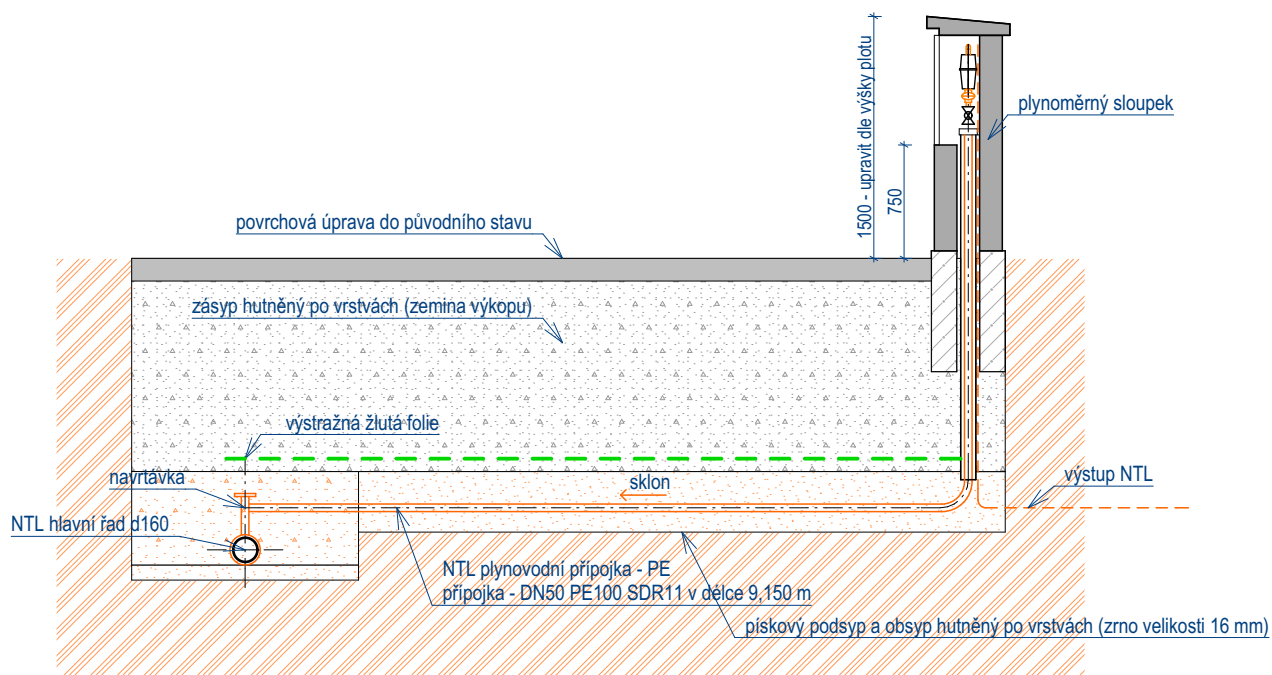 1500 - upravit dle výšky plotu
750
plynoměrný sloupek
povrchová úprava do původního stavu
zásyp hutněný po vrstvách (zemina výkopu)
výstražná žlutá folie
navrtávka
sklon
výstup NTL
NTL hlavní řad d160
NTL plynovodní přípojka - PE
přípojka - DN50 PE100 SDR11 v délce 9,150 m
pískový podsyp a obsyp hutněný po vrstvách (zrno velikosti 16 mm)